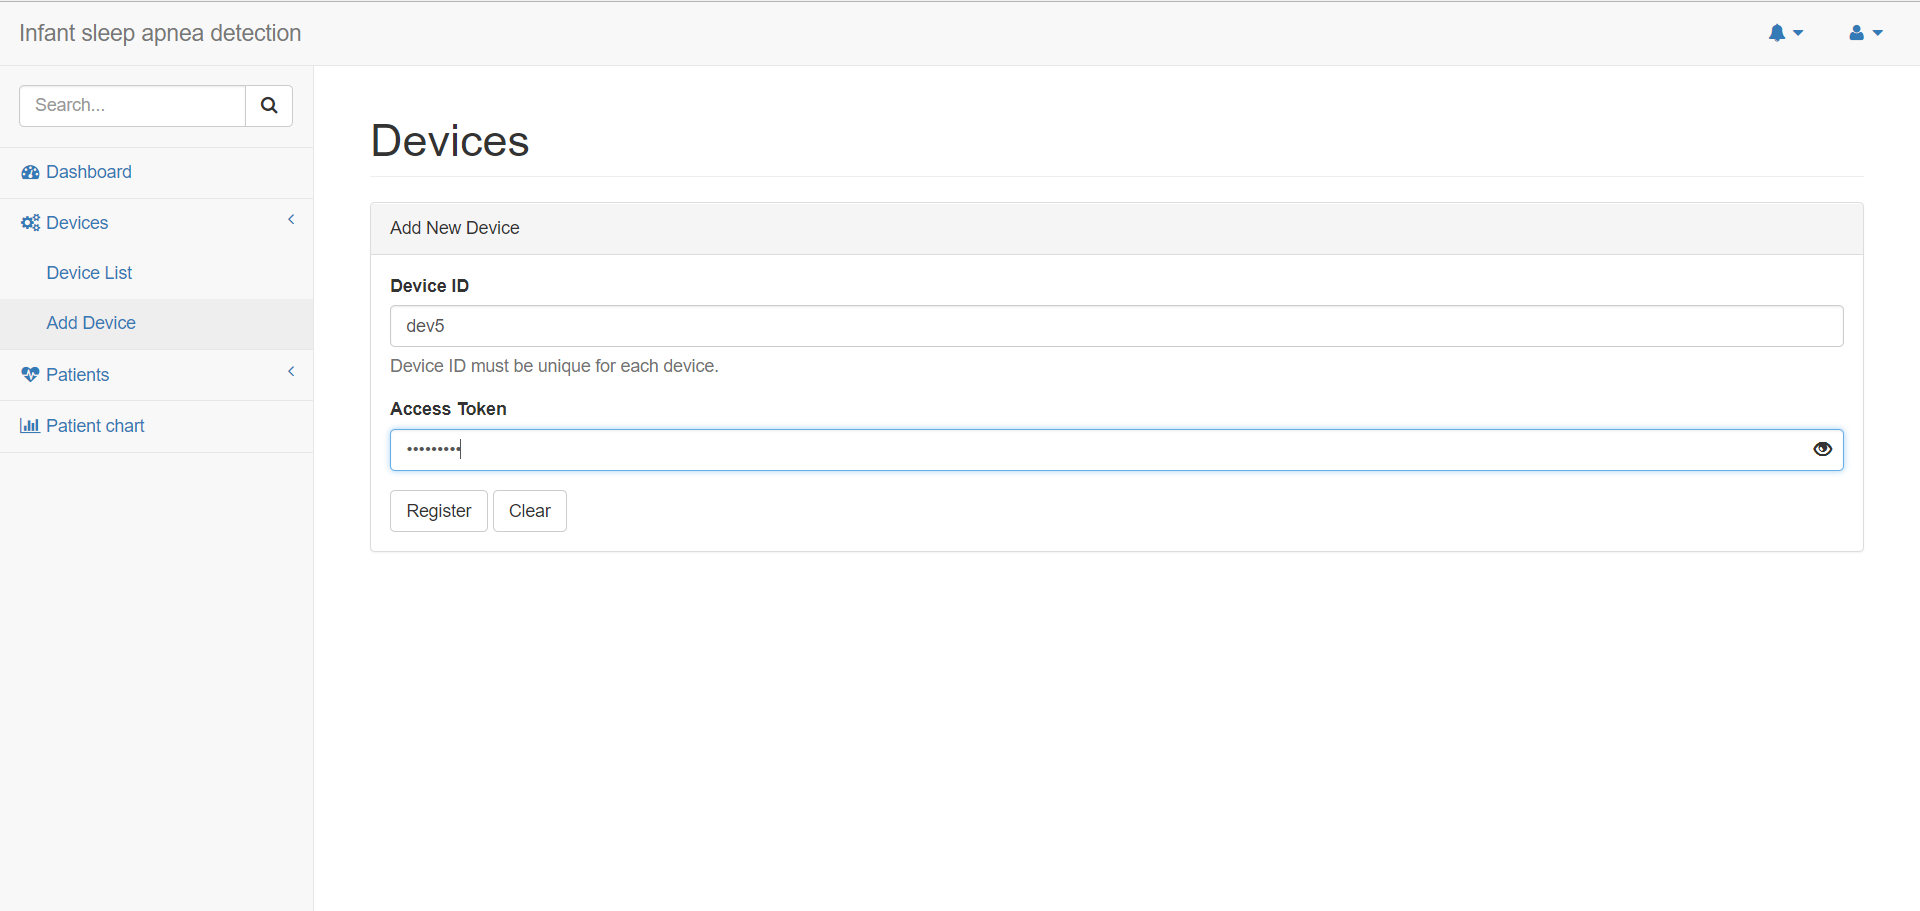 Infant sleep apnea detection
Search...
Dashboard
Devices
Device List
Add Device
Patients
Patient chart
Devices
Add New Device
Device ID
dev5
Device ID must be unique for each device.
Access Token
•••••••••
Register Clear